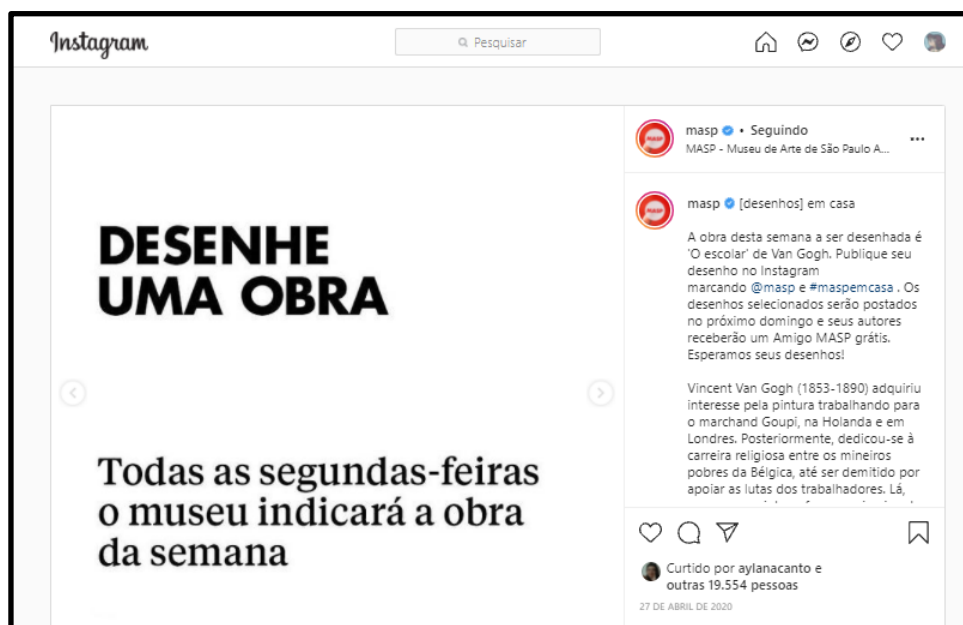 Instagram
Pesquisar
DESENHE
UMA OBRA
Todas as segundas-feiras
o museu indicará a obra
da semana
masp • Seguindo
MASP - Museu de Arte de São Paulo A...
masp [desenhos] em casa
A obra desta semana a ser desenhada é
'O escolar' de Van Gogh. Publique seu
desenho no Instagram
marcando @masp e #maspemcasa . Os
desenhos selecionados serão postados
no próximo domingo e seus autores
receberão um Amigo MASP grátis.
Esperamos seus desenhos!
Vincent Van Gogh (1853-1890) adquiriu
interesse pela pintura trabalhando para
o marchand Goupi, na Holanda e em
Londres. Posteriormente, dedicou-se à
carreira religiosa entre os mineiros
pobres da Bélgica, até ser demitido por
apoiar as lutas dos trabalhadores. Lá,
Curtido por aylanacanto e
outras 19.554 pessoas
27 DE ABRIL DE 2020